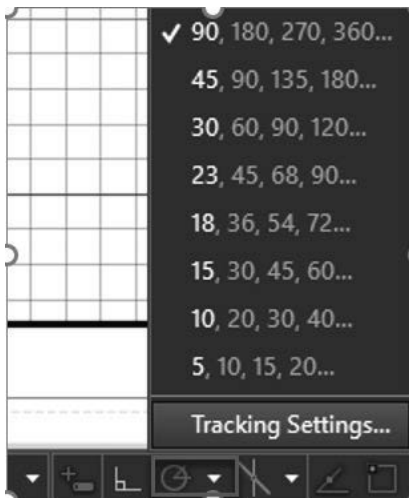 90, 180, 270, 360...
45, 90, 135, 180...
30, 60, 90, 120...
23, 45, 68, 90...
18, 36, 54, 72...
15, 30, 45, 60...
10, 20, 30, 40...
5, 10, 15, 20...
Tracking Settings...